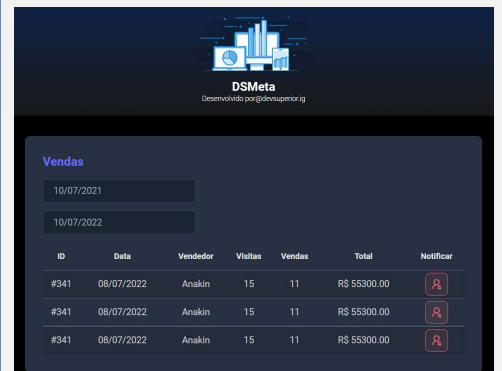 DSMeta
Desenvolvido por@devsuperior.ig
Vendas
10/07/2021
10/07/2022
ID Data Vendedor Visitas Vendas Total Notificar
#341 08/07/2022 Anakin 15 11 R$ 55300.00
#341 08/07/2022 Anakin 15 11 R$ 55300.00
#341 08/07/2022 Anakin 15 11 R$ 55300.00